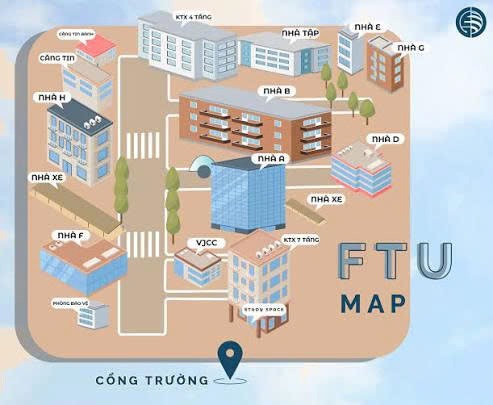 KTX 4 TẦNG
NHÀ E
CĂNG TIN BÁNH
NHÀ TẬP
NHÀ G
CĂNG TIN
NHÀ H
NHÀ B
NHÀ D
NHÀ A
NHÀ XE
NHÀ XE
NHÀ F
VJCC
KTX 7 TẦNG
FTU
MAP
PHÒNG BẢO VỆ
STUDY SPACE
CỔNG TRƯỜNG